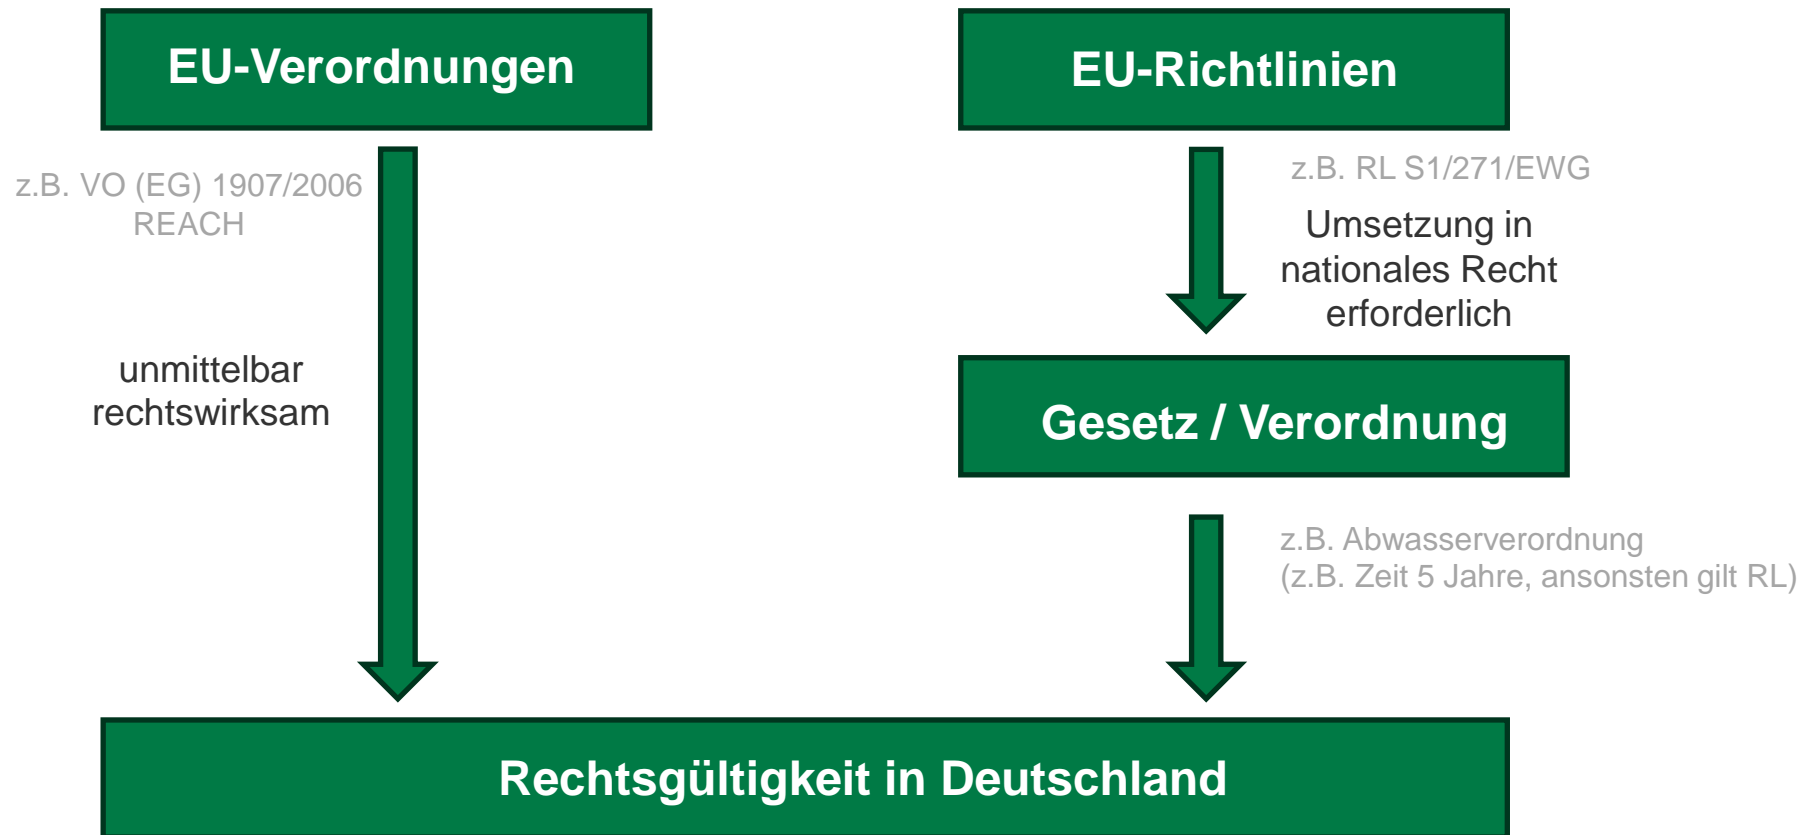 EU-Verordnungen
z.B. VO (EG) 1907/2006
REACH
unmittelbar
rechtswirksam
EU-Richtlinien
z.B. RL S1/271/EWG
Umsetzung in
nationales Recht
erforderlich
Gesetz / Verordnung
z.B. Abwasserverordnung
(z.B. Zeit 5 Jahre, ansonsten gilt RL)
Rechtsgültigkeit in Deutschland